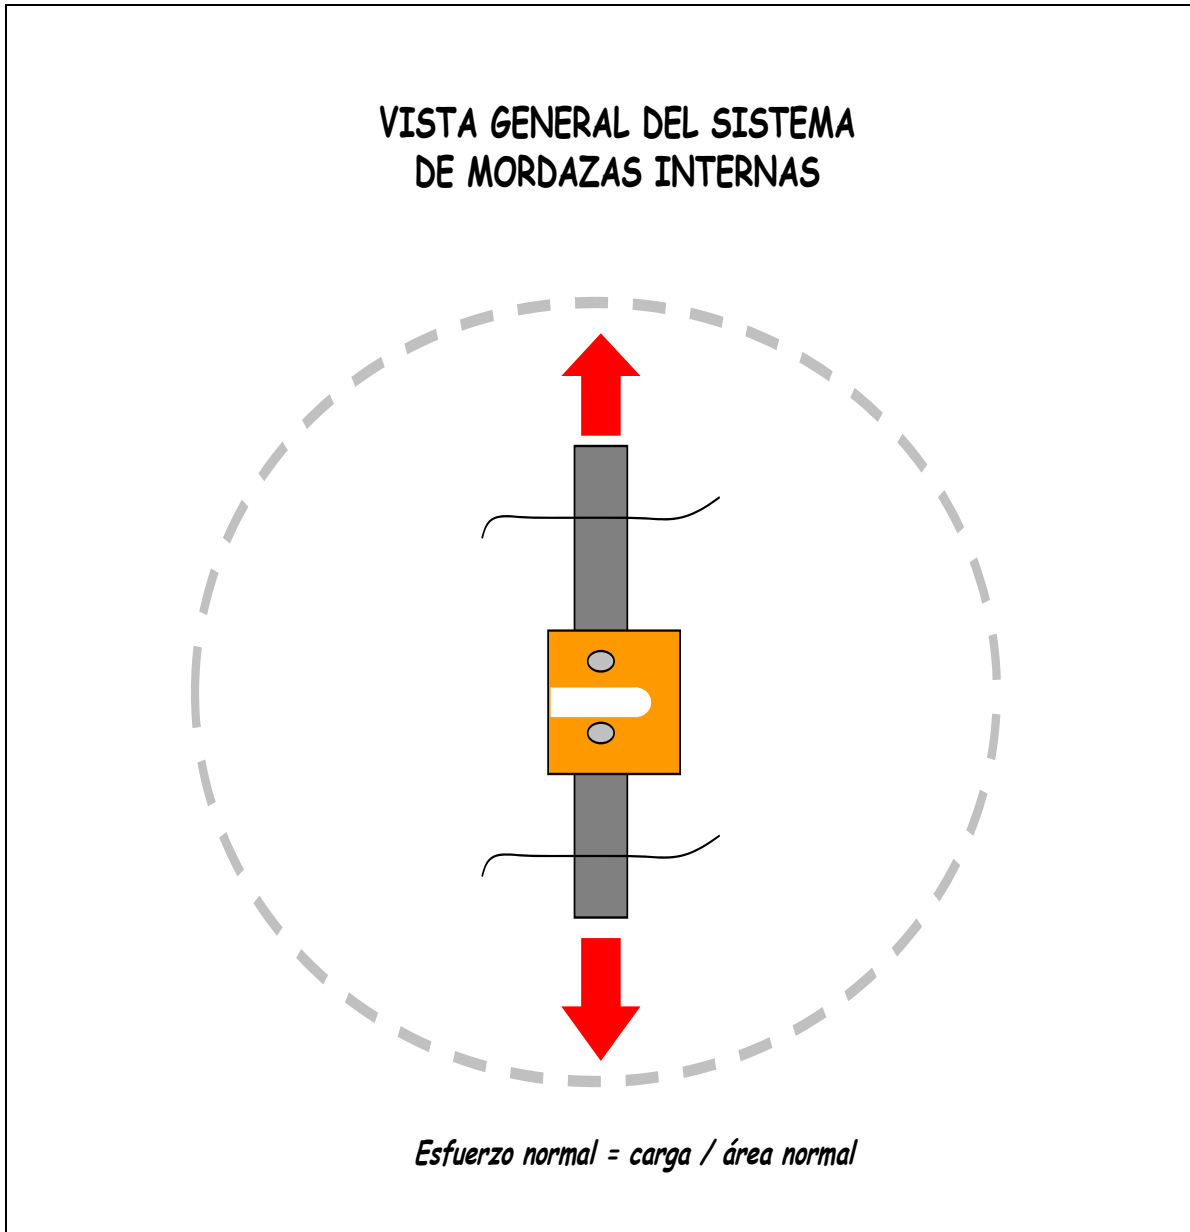 VISTA GENERAL DEL SISTEMA
DE MORDAZAS INTERNAS
Esfuerzo normal = carga / área normal